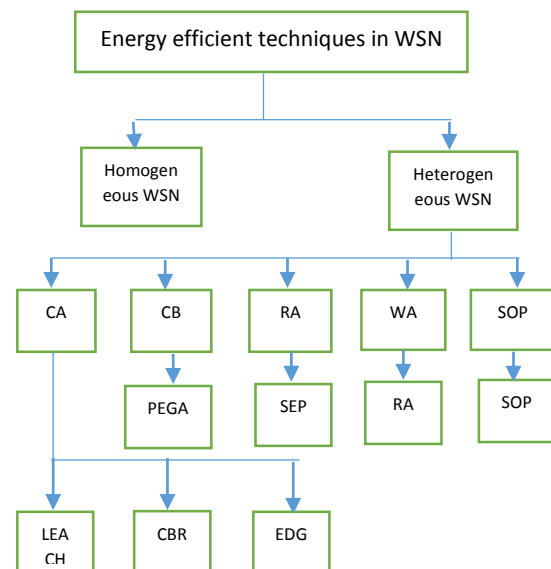 Energy efficient techniques in WSN
Homogen
eous WSN
Heterogen
eous WSN
CA
CB
RA
WA
SOP
PEGA
SEP
RA
SOP
LEA
CH
CBR
EDG